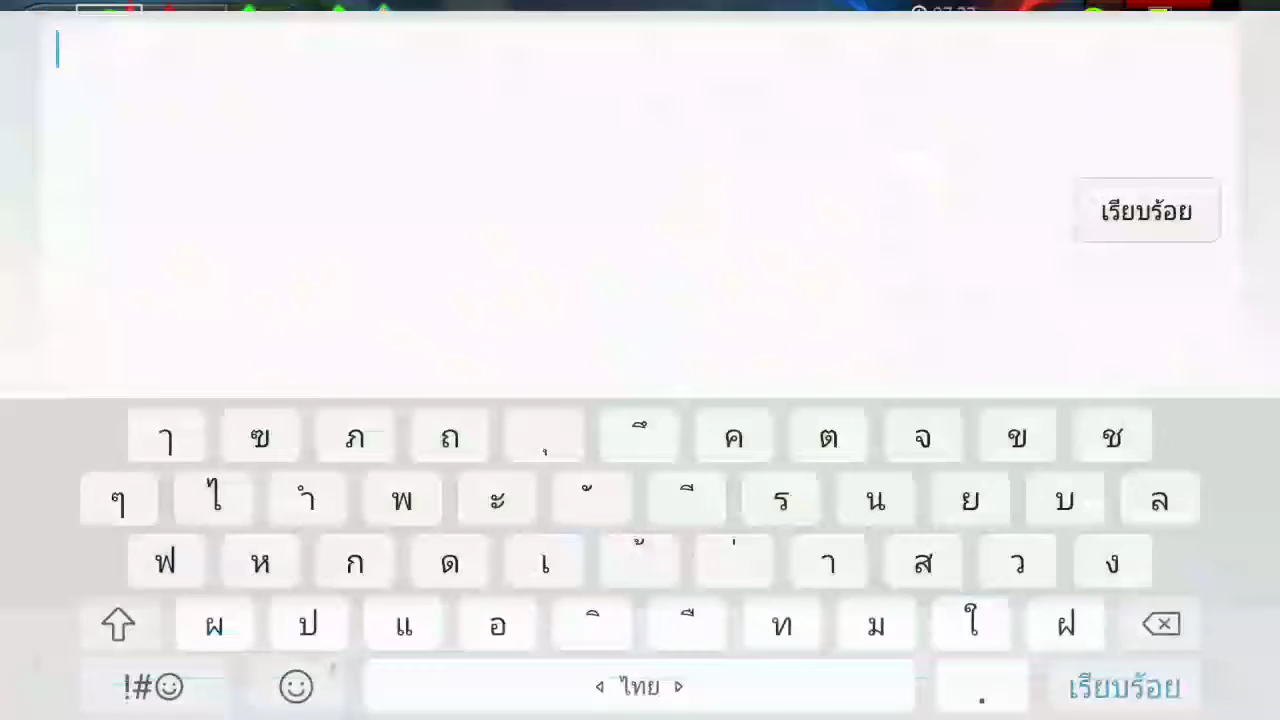 เรียบร้อย
ๅ ฃ ภ ถ ุ ึ ค ต จ ข ช
ๆ ไ ำ พ ะ ั ี ร น ย บ ล
ฟ ห ก ด เ ้ ่ า ส ว ง
ผ ป แ อ ิ ื ท ม ใ ฝ
!# ไทย . เรียบร้อย